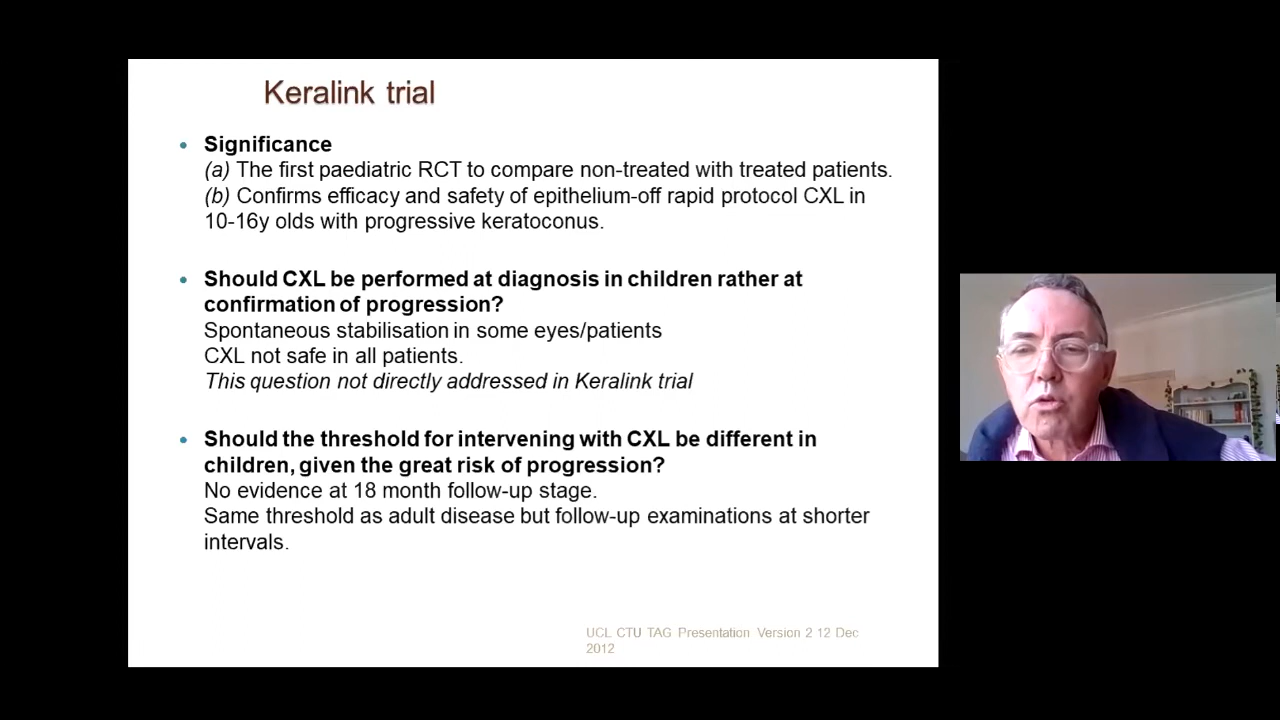 Keralink trial
• Significance
(a) The first paediatric RCT to compare non-treated with treated patients.
(b) Confirms efficacy and safety of epithelium-off rapid protocol CXL in
10-16y olds with progressive keratoconus.
• Should CXL be performed at diagnosis in children rather at
confirmation of progression?
Spontaneous stabilisation in some eyes/patients
CXL not safe in all patients.
This question not directly addressed in Keralink trial
• Should the threshold for intervening with CXL be different in
children, given the great risk of progression?
No evidence at 18 month follow-up stage.
Same threshold as adult disease but follow-up examinations at shorter
intervals.
UCL CTU TAG Presentation Version 2 12 Dec
2012